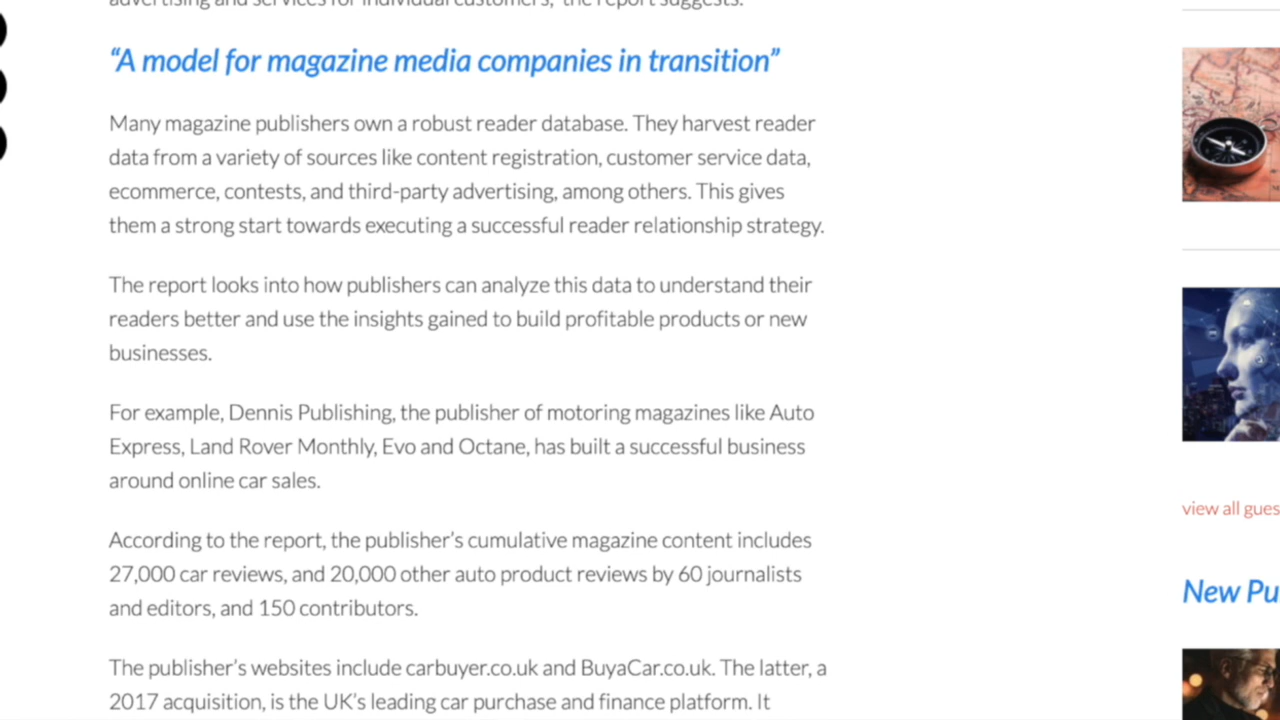 advertising and services for individual customers," the report suggests.
“A model for magazine media companies in transition”
Many magazine publishers own a robust reader database. They harvest reader
data from a variety of sources like content registration, customer service data,
ecommerce, contests, and third-party advertising, among others. This gives
them a strong start towards executing a successful reader relationship strategy.
The report looks into how publishers can analyze this data to understand their
readers better and use the insights gained to build profitable products or new
businesses.
For example, Dennis Publishing, the publisher of motoring magazines like Auto
Express, Land Rover Monthly, Evo and Octane, has built a successful business
around online car sales.
According to the report, the publisher’s cumulative magazine content includes
27,000 car reviews, and 20,000 other auto product reviews by 60 journalists
and editors, and 150 contributors.
The publisher’s websites include carbuyer.co.uk and BuyaCar.co.uk. The latter, a
2017 acquisition, is the UK’s leading car purchase and finance platform. It
view all gues
New Pu